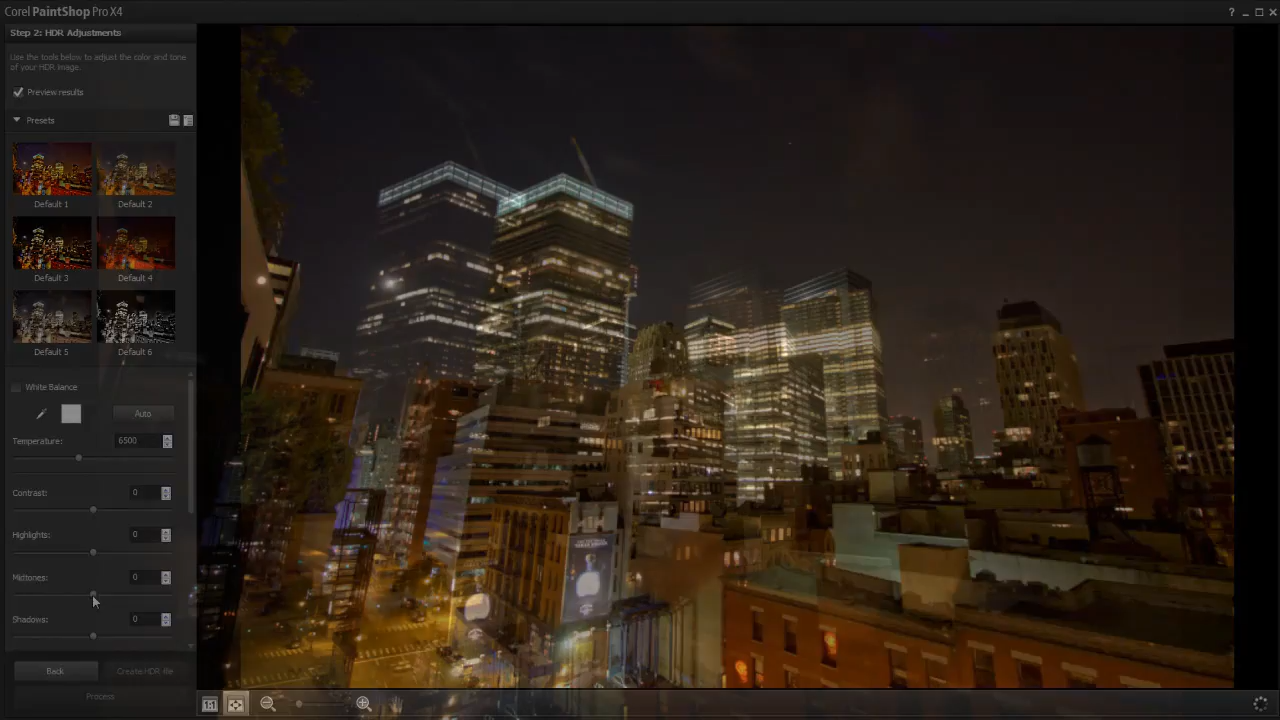 Corel PaintShop Pro X4
Step 2: HDR Adjustments
Use the tools below to adjust the color and tone
of your HDR image.
Preview results
Presets
Default 1
Default 2
Default 3
Default 4
Default 5
Default 6
White Balance
Auto
Temperature: 6500
Contrast: 0
Highlights: 0
Midtones: 0
Shadows: 0
Back
Create HDR file
Process
1:1